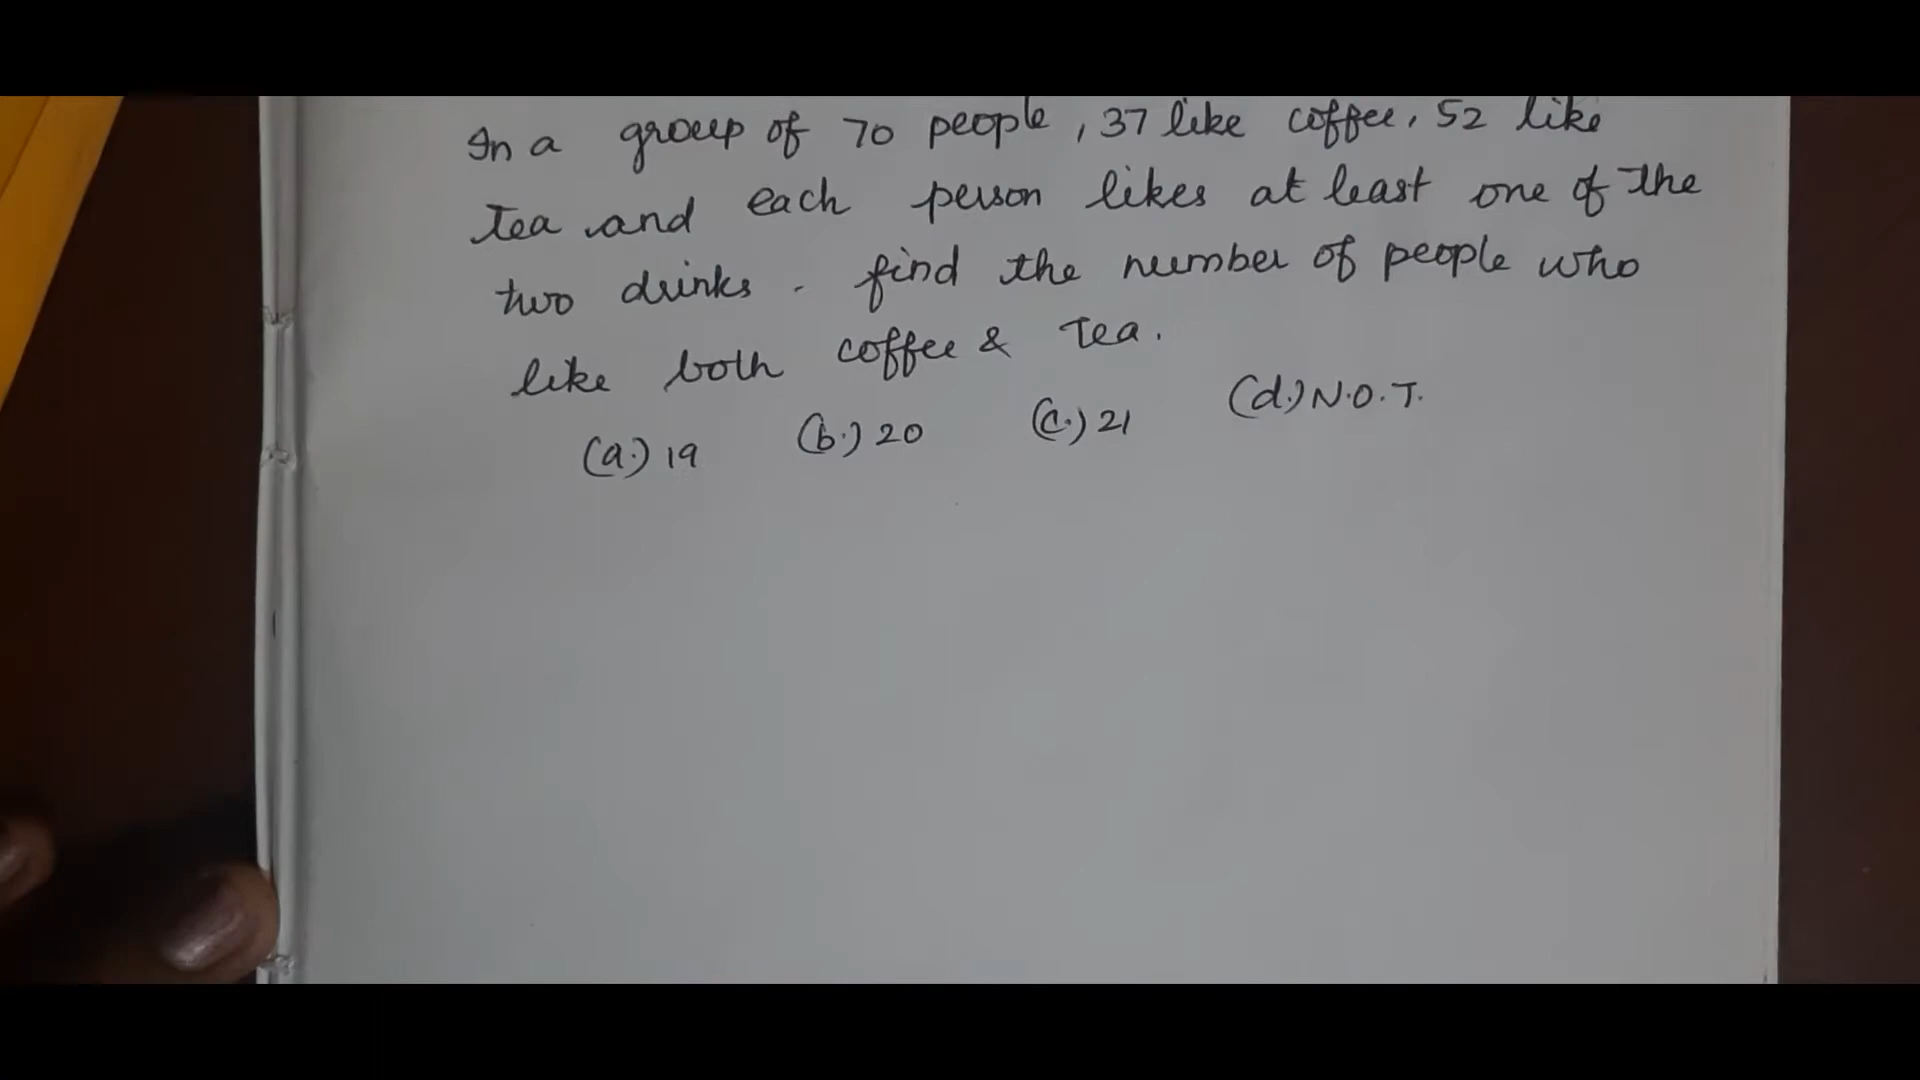 In a group of 70 people, 37 like coffee, 52 like
Tea and each person likes at least one of the
two drinks. find the number of people who
like both coffee & Tea.
(a.) 19 (b.) 20 (c.) 21 (d.) N.O.T.